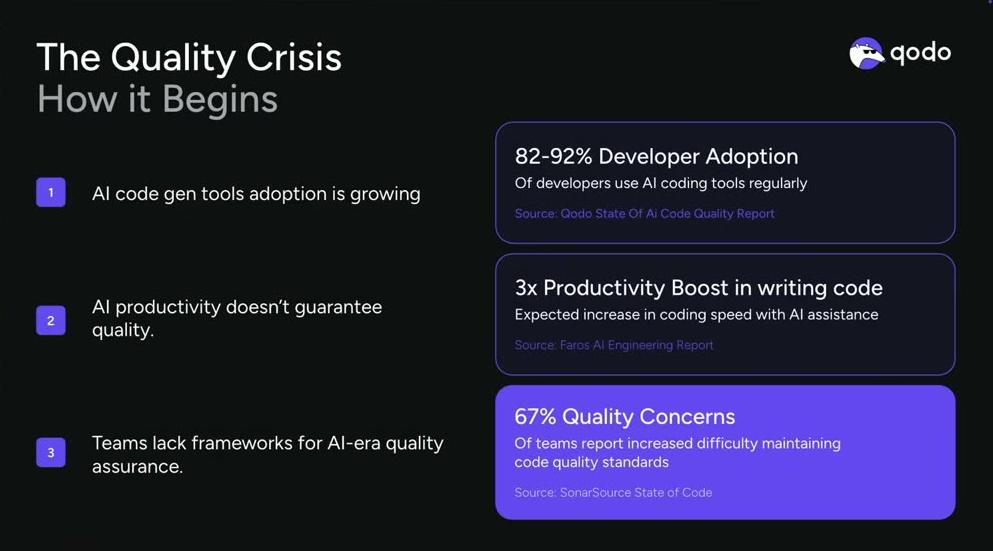 The Quality Crisis
How it Begins
qodo
1
AI code gen tools adoption is growing
82-92% Developer Adoption
Of developers use AI coding tools regularly
Source: Qodo State Of Ai Code Quality Report
2
AI productivity doesn’t guarantee
quality.
3x Productivity Boost in writing code
Expected increase in coding speed with AI assistance
Source: Faros AI Engineering Report
3
Teams lack frameworks for AI-era quality
assurance.
67% Quality Concerns
Of teams report increased difficulty maintaining
code quality standards
Source: SonarSource State of Code